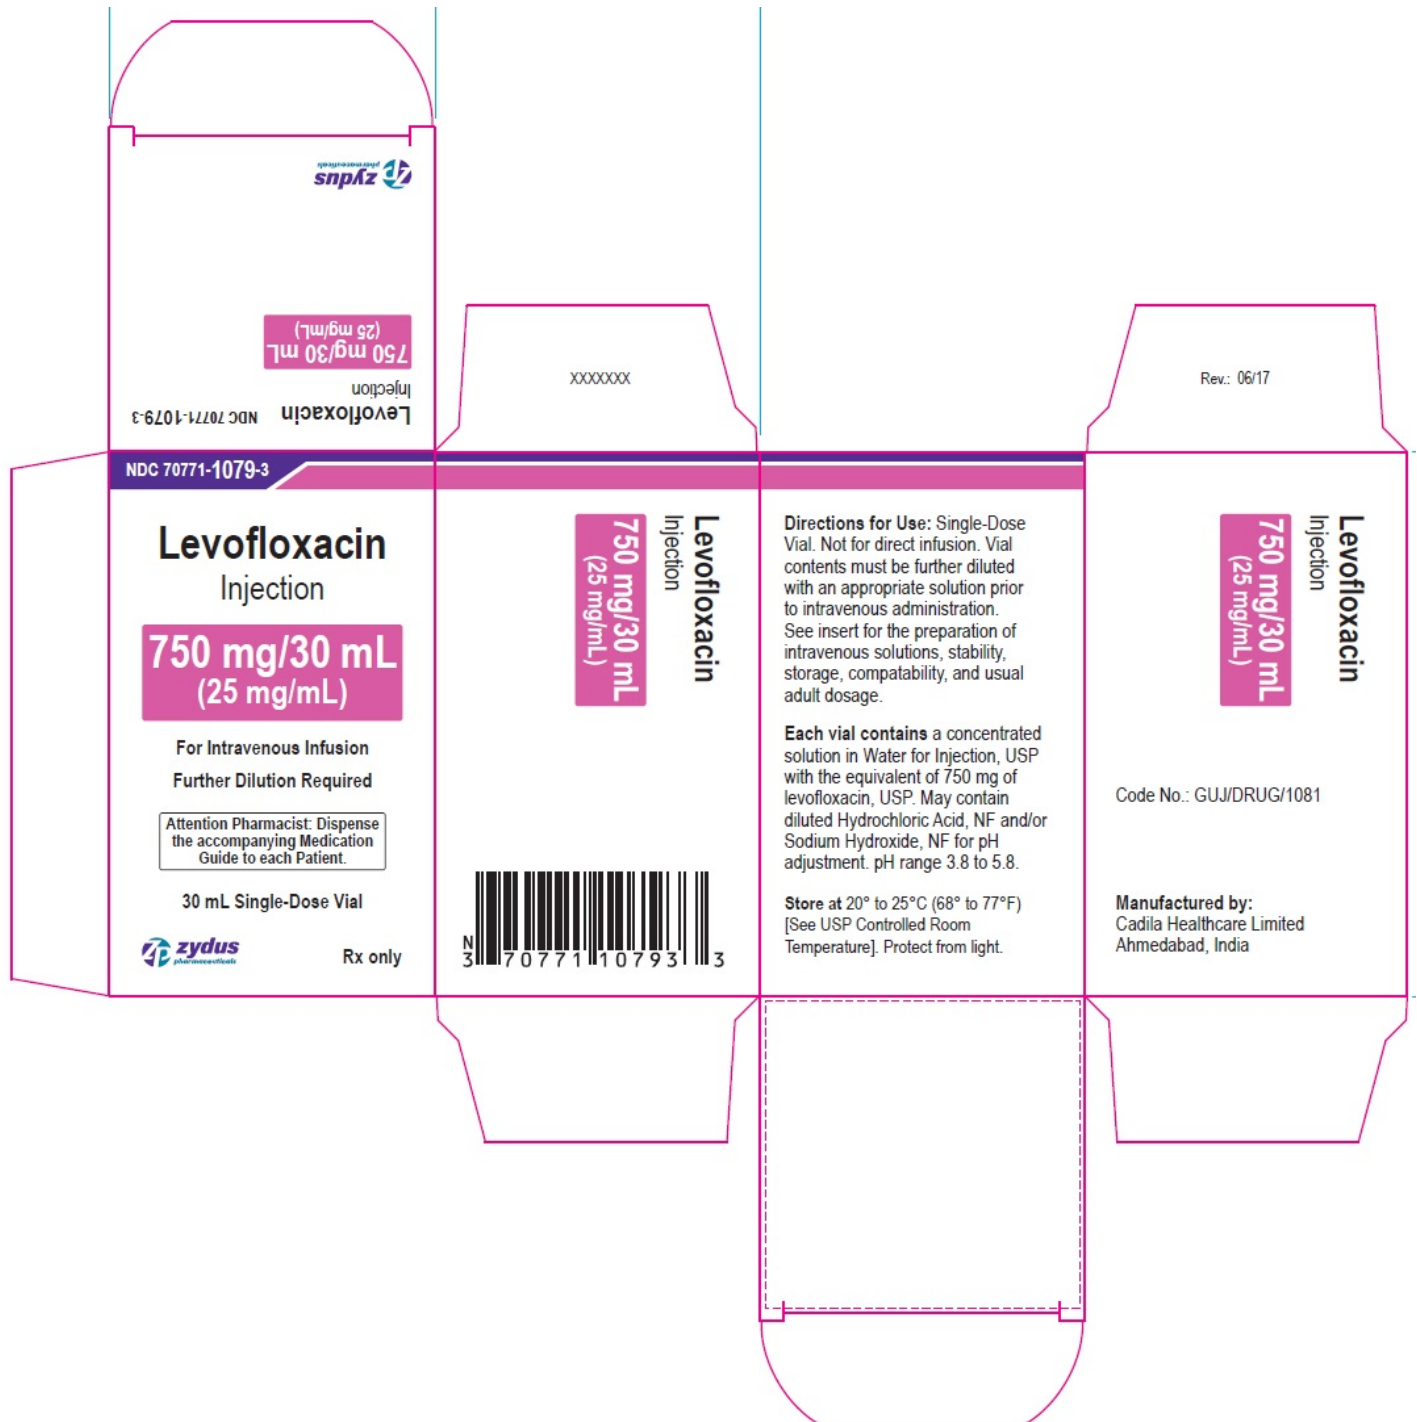 zydus
pharmaceuticals
750 mg/30 mL
(25 mg/mL)
Levofloxacin
Injection
NDC 70771-1079-3
XXXXXXX
Rev.: 06/17
NDC 70771-1079-3
Levofloxacin
Injection
750 mg/30 mL
(25 mg/mL)
For Intravenous Infusion
Further Dilution Required
Attention Pharmacist: Dispense
the accompanying Medication
Guide to each Patient.
30 mL Single-Dose Vial
zydus
pharmaceuticals
Rx only
Levofloxacin
Injection
750 mg/30 mL
(25 mg/mL)
N
3 70771 10793 3
Directions for Use: Single-Dose
Vial. Not for direct infusion. Vial
contents must be further diluted
with an appropriate solution prior
to intravenous administration.
See insert for the preparation of
intravenous solutions, stability,
storage, compatability, and usual
adult dosage.
Each vial contains a concentrated
solution in Water for Injection, USP
with the equivalent of 750 mg of
levofloxacin, USP. May contain
diluted Hydrochloric Acid, NF and/or
Sodium Hydroxide, NF for pH
adjustment. pH range 3.8 to 5.8.
Store at 20° to 25°C (68° to 77°F)
[See USP Controlled Room
Temperature]. Protect from light.
Levofloxacin
Injection
750 mg/30 mL
(25 mg/mL)
Code No.: GUJ/DRUG/1081
Manufactured by:
Cadila Healthcare Limited
Ahmedabad, India